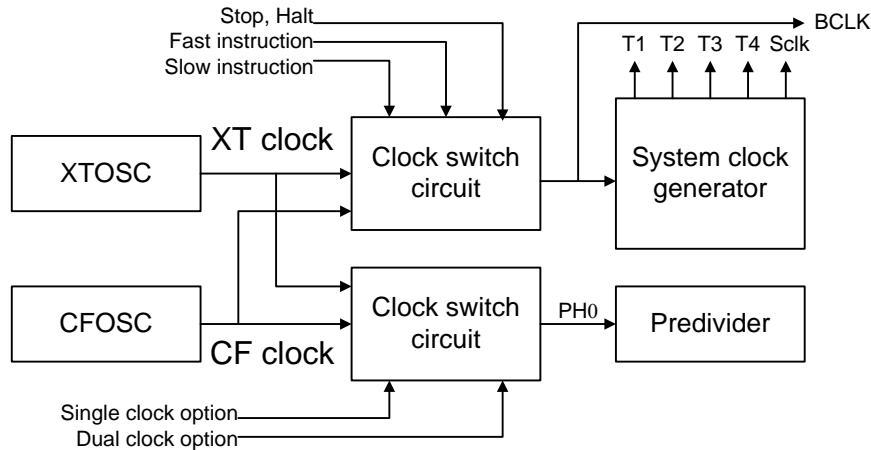 Stop, Halt
Fast instruction
Slow instruction
BCLK
T1 T2 T3 T4 Sclk
XTOSC
XT clock
Clock switch
circuit
System clock
generator
CFOSC
CF clock
Clock switch
circuit
PH0
Predivider
Single clock option
Dual clock option